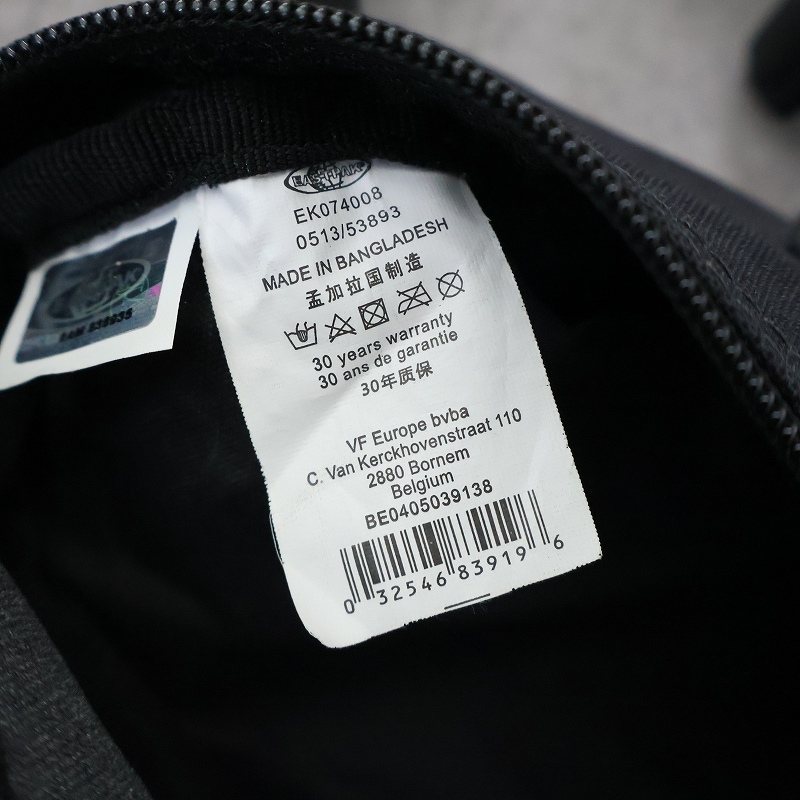 EASTPAK
EK074008
0513/53893
MADE IN BANGLADESH
孟加拉国制造
30 years warranty
30 ans de garantie
30年质保
VF Europe bvba
C. Van Kerckhovenstraat 110
2880 Bornem
Belgium
BE0405039138
0 32546 83919 6